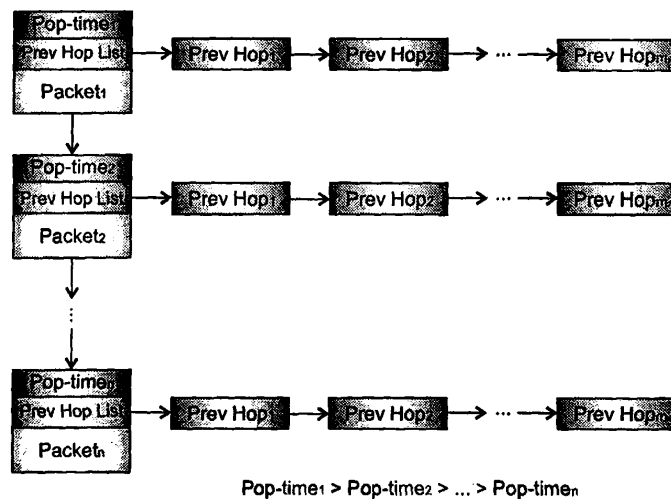 Pop-time₁
Prev Hop List → Prev Hop₁ → Prev Hop₂ → ... → Prev Hopₘ
Packet₁
Pop-time₂
Prev Hop List → Prev Hop₁ → Prev Hop₂ → ... → Prev Hopₘ
Packet₂
...
Pop-timeₙ
Prev Hop List → Prev Hop₁ → Prev Hop₂ → ... → Prev Hopₘ
Packetₙ
Pop-time₁ > Pop-time₂ > ... > Pop-timeₙ